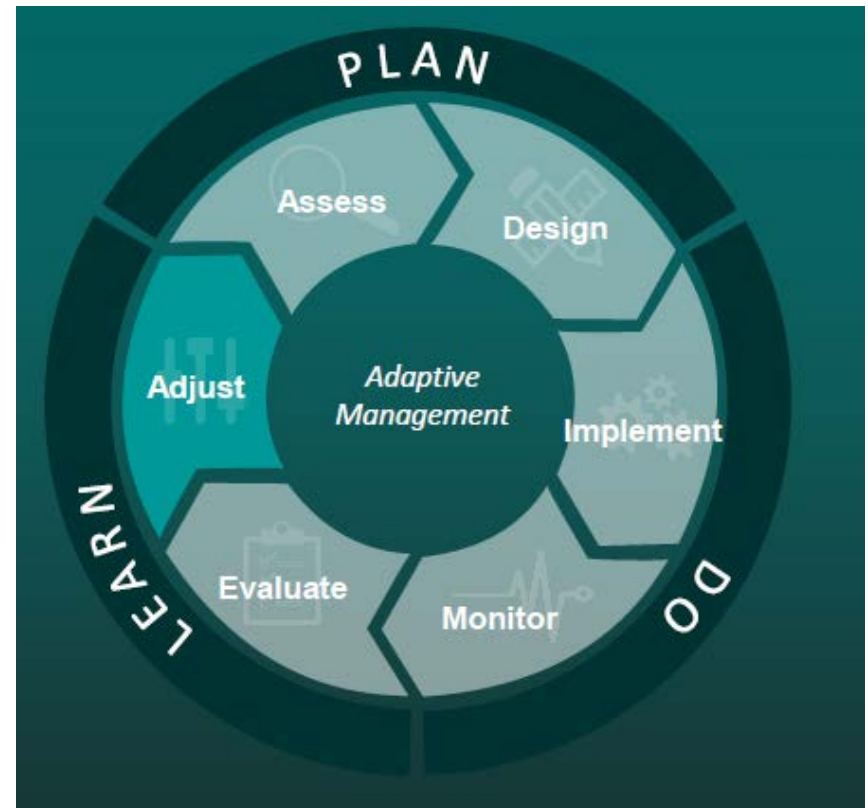 PLAN
Assess
Design
Adjust
Adaptive
Management
Implement
Evaluate
Monitor
LEARN
DO